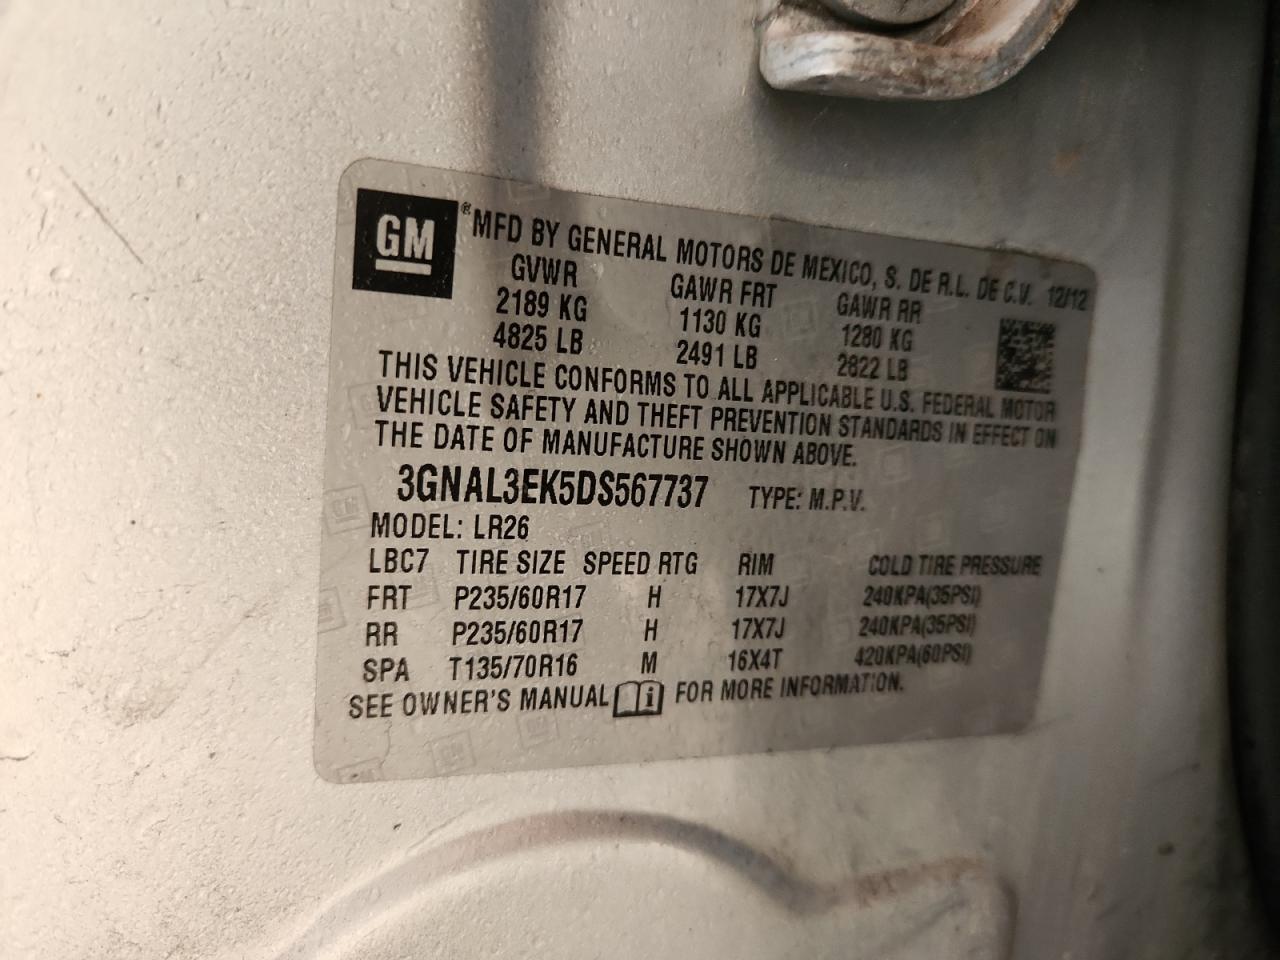 GM ® MFD BY GENERAL MOTORS DE MEXICO, S. DE R.L. DE C.V. 12/12
GVWR GAWR FRT GAWR RR
2189 KG 1130 KG 1280 KG
4825 LB 2491 LB 2822 LB
THIS VEHICLE CONFORMS TO ALL APPLICABLE U.S. FEDERAL MOTOR
VEHICLE SAFETY AND THEFT PREVENTION STANDARDS IN EFFECT ON
THE DATE OF MANUFACTURE SHOWN ABOVE.
3GNAL3EK5DS567737 TYPE: M.P.V.
MODEL: LR26
LBC7 TIRE SIZE SPEED RTG RIM COLD TIRE PRESSURE
FRT P235/60R17 H 17X7J 240KPA(35PSI)
RR P235/60R17 H 17X7J 240KPA(35PSI)
SPA T135/70R16 M 16X4T 420KPA(60PSI)
SEE OWNER'S MANUAL i FOR MORE INFORMATION.